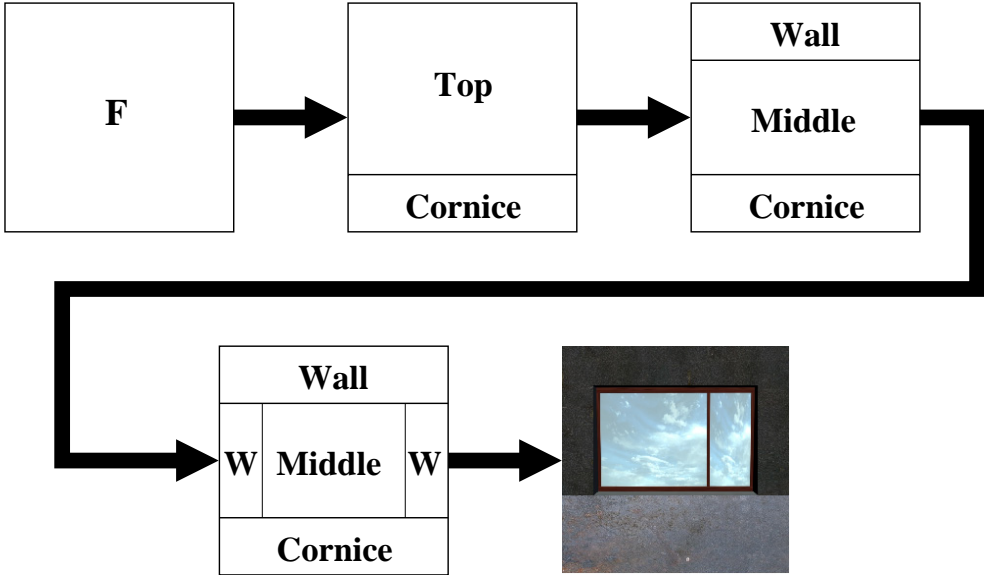 F
Top
Cornice
Wall
Middle
Cornice
Wall
W Middle W
Cornice